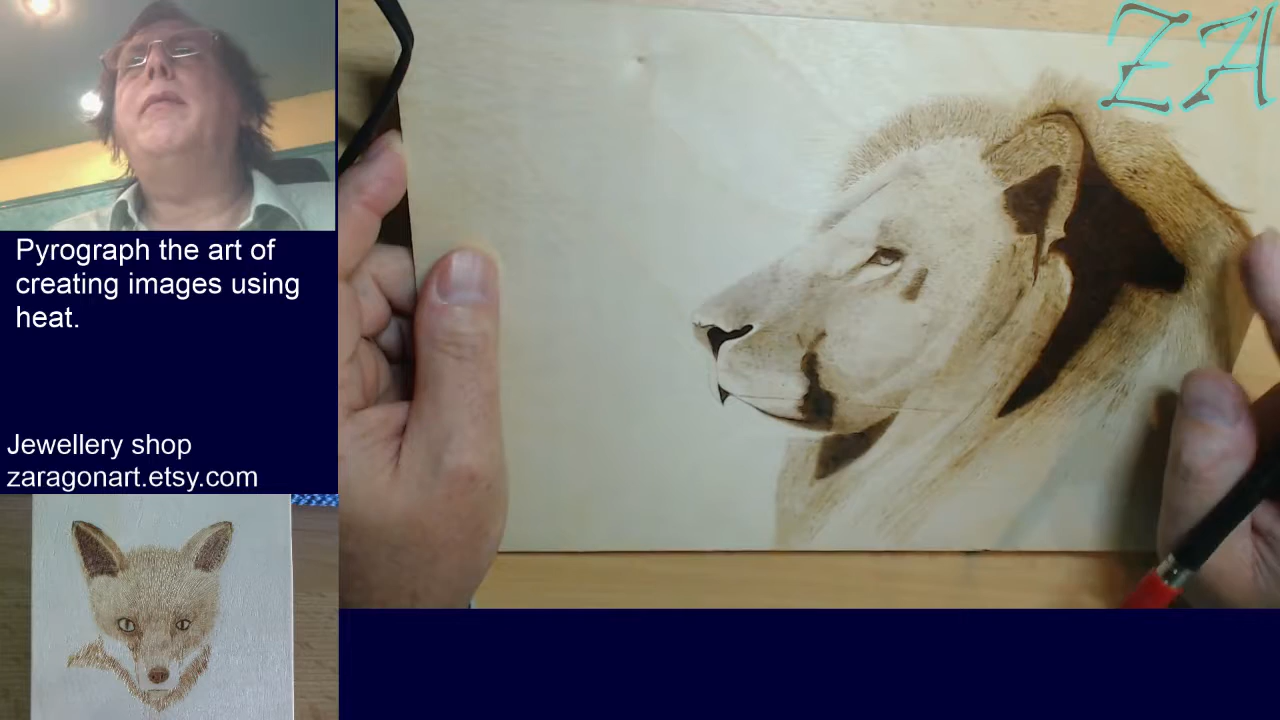 ZA
Pyrograph the art of
creating images using
heat.
Jewellery shop
zaragonart.etsy.com